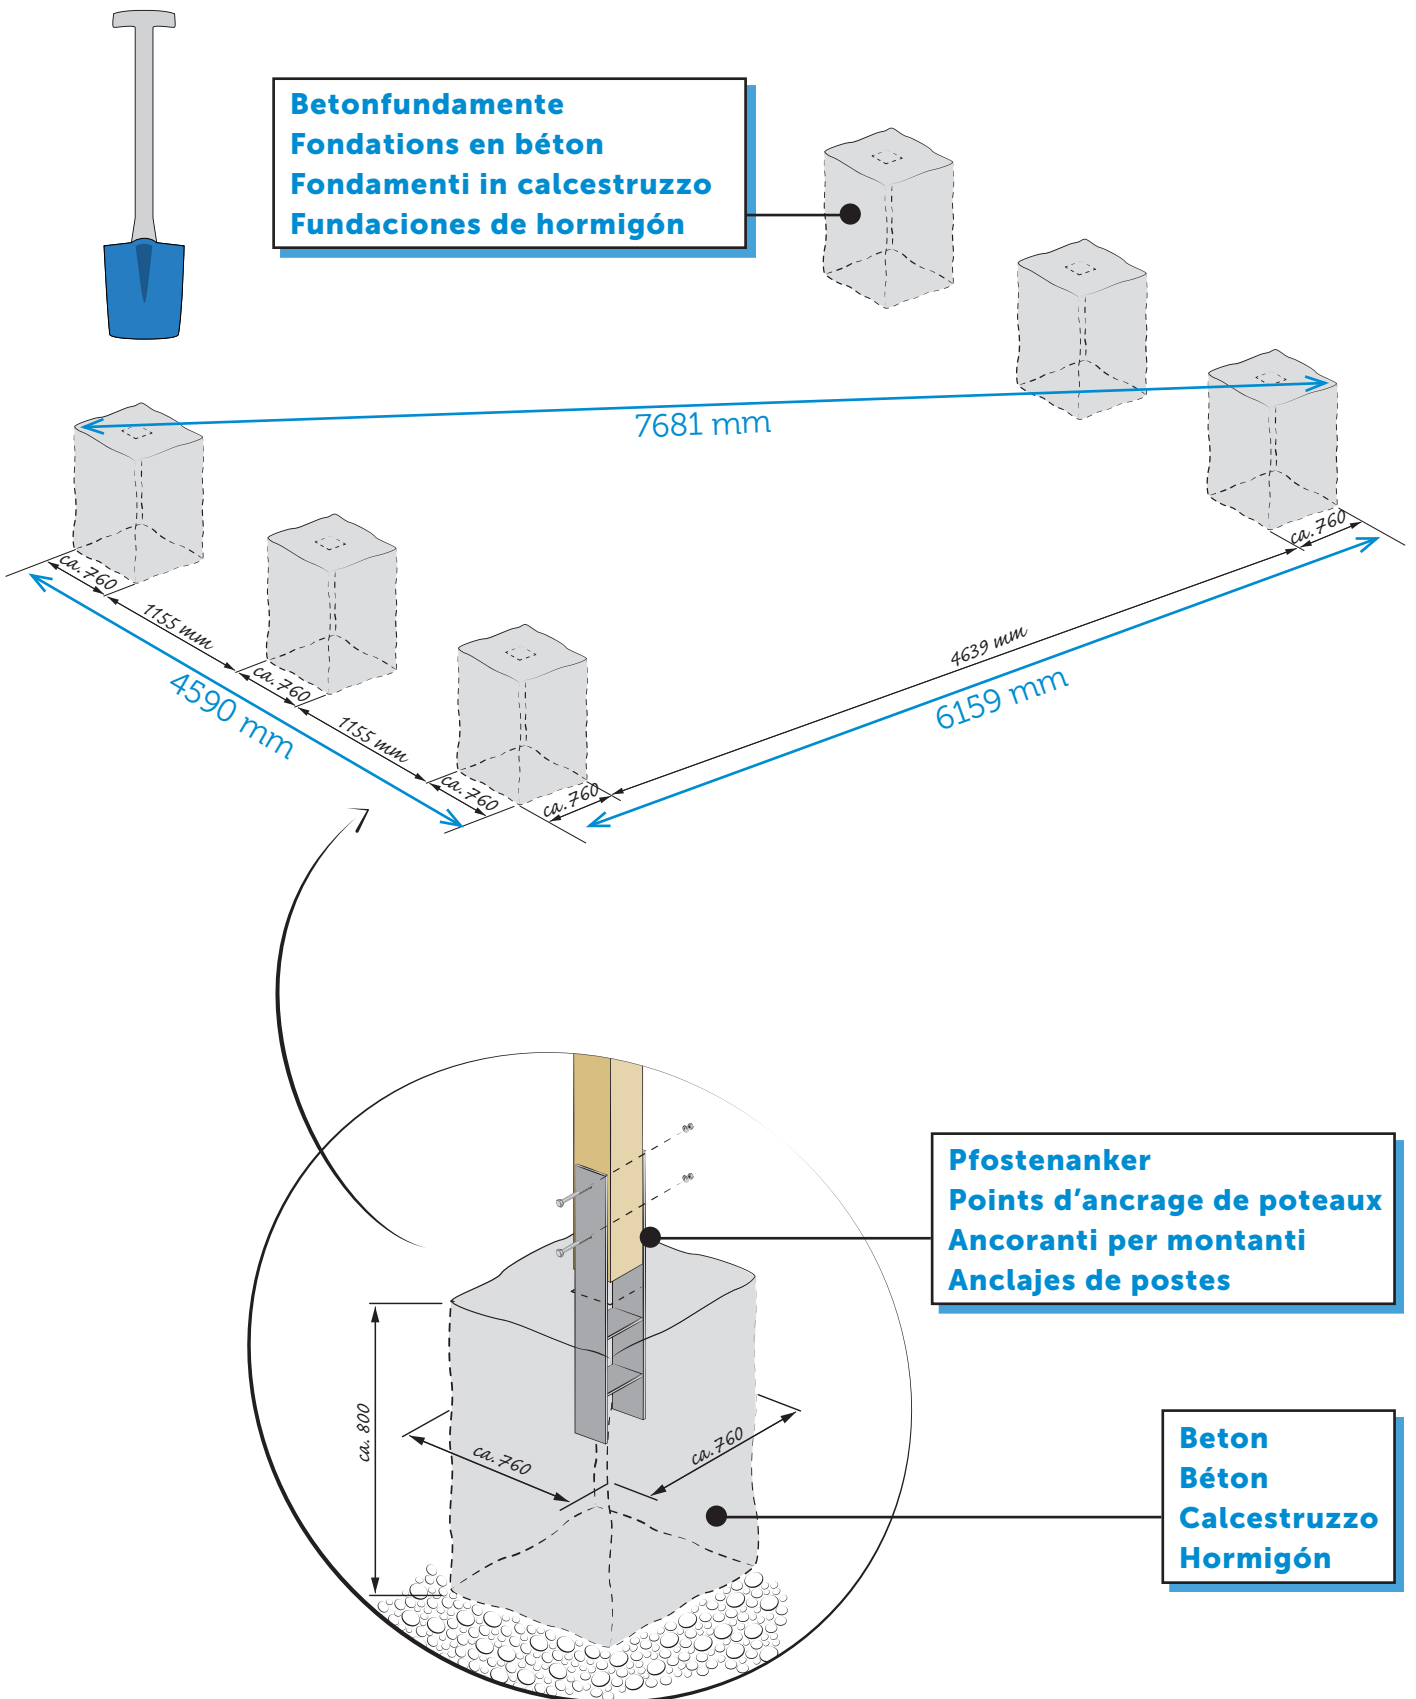 Betonfundamente
Fondations en béton
Fondamenti in calcestruzzo
Fundaciones de hormigón
7681 mm
ca. 760
1155 mm
ca. 760
1155 mm
ca. 760
4590 mm
ca. 760
4639 mm
ca. 760
6159 mm
Pfostenanker
Points d’ancrage de poteaux
Ancoranti per montanti
Anclajes de postes
ca. 800
ca. 760
ca. 760
Beton
Béton
Calcestruzzo
Hormigón